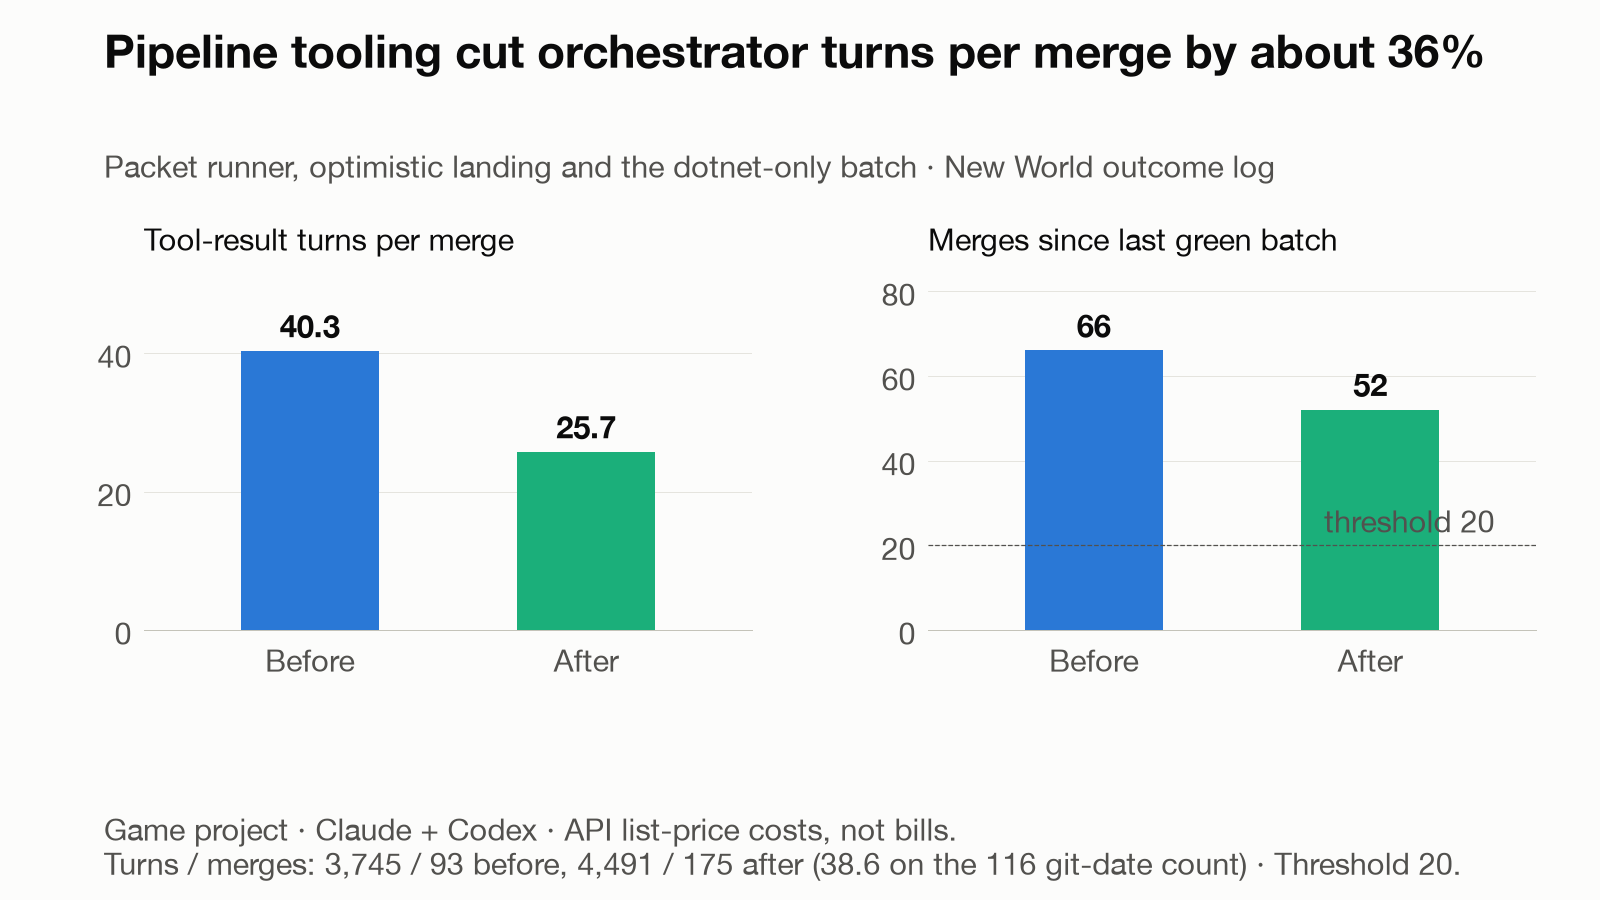 Pipeline tooling cut orchestrator turns per merge by about 36%
Packet runner, optimistic landing and the dotnet-only batch · New World outcome log
Tool-result turns per merge
40.3
40
25.7
20
0
Before
After
Merges since last green batch
80
66
60
52
40
threshold 20
20
0
Before
After
Game project · Claude + Codex · API list-price costs, not bills.
Turns / merges: 3,745 / 93 before, 4,491 / 175 after (38.6 on the 116 git-date count) · Threshold 20.